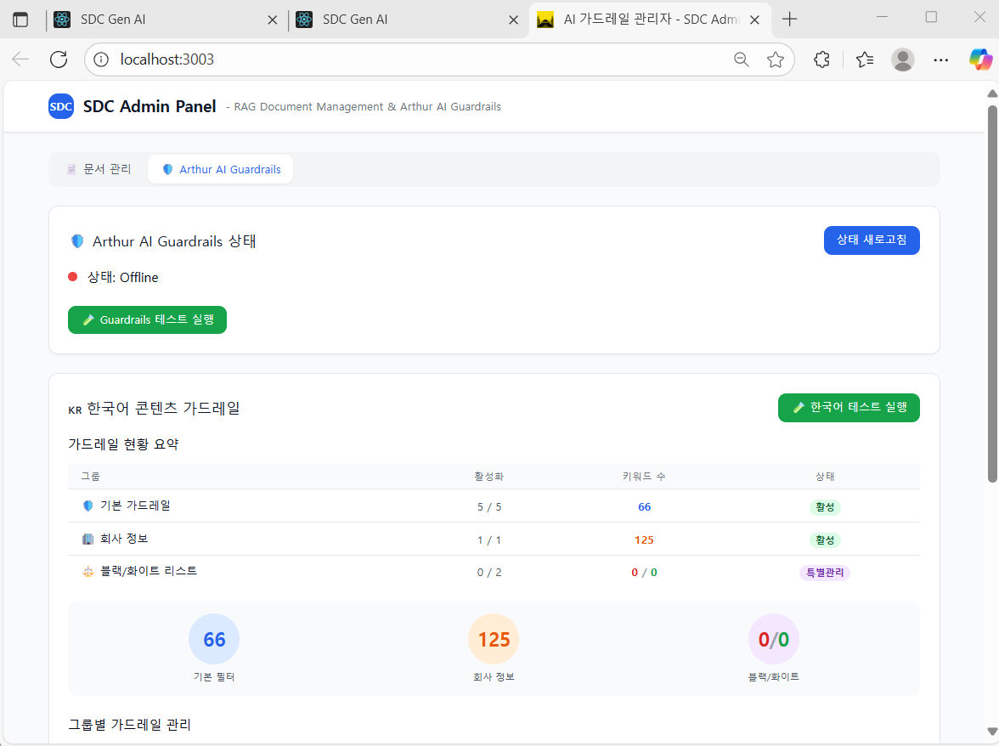 SDC Gen AI
SDC Gen AI
AI 가드레일 관리자 - SDC Admi
localhost:3003
SDC SDC Admin Panel - RAG Document Management & Arthur AI Guardrails
문서 관리 Arthur AI Guardrails
Arthur AI Guardrails 상태 상태 새로고침
상태: Offline
Guardrails 테스트 실행
KR 한국어 콘텐츠 가드레일 한국어 테스트 실행
가드레일 현황 요약
그룹 활성화 키워드 수 상태
기본 가드레일 5 / 5 66 활성
회사 정보 1 / 1 125 활성
블랙/화이트 리스트 0 / 2 0 / 0 특별관리
66 125 0/0
기본 필터 회사 정보 블랙/화이트
그룹별 가드레일 관리